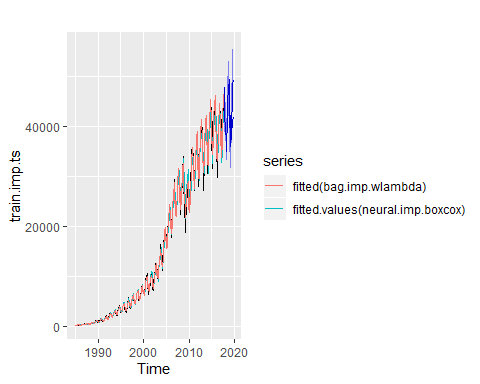 train.imp.ts
40000
20000
0
1990
2000
2010
2020
Time
series
fitted(bag.imp.wlambda)
fitted.values(neural.imp.boxcox)